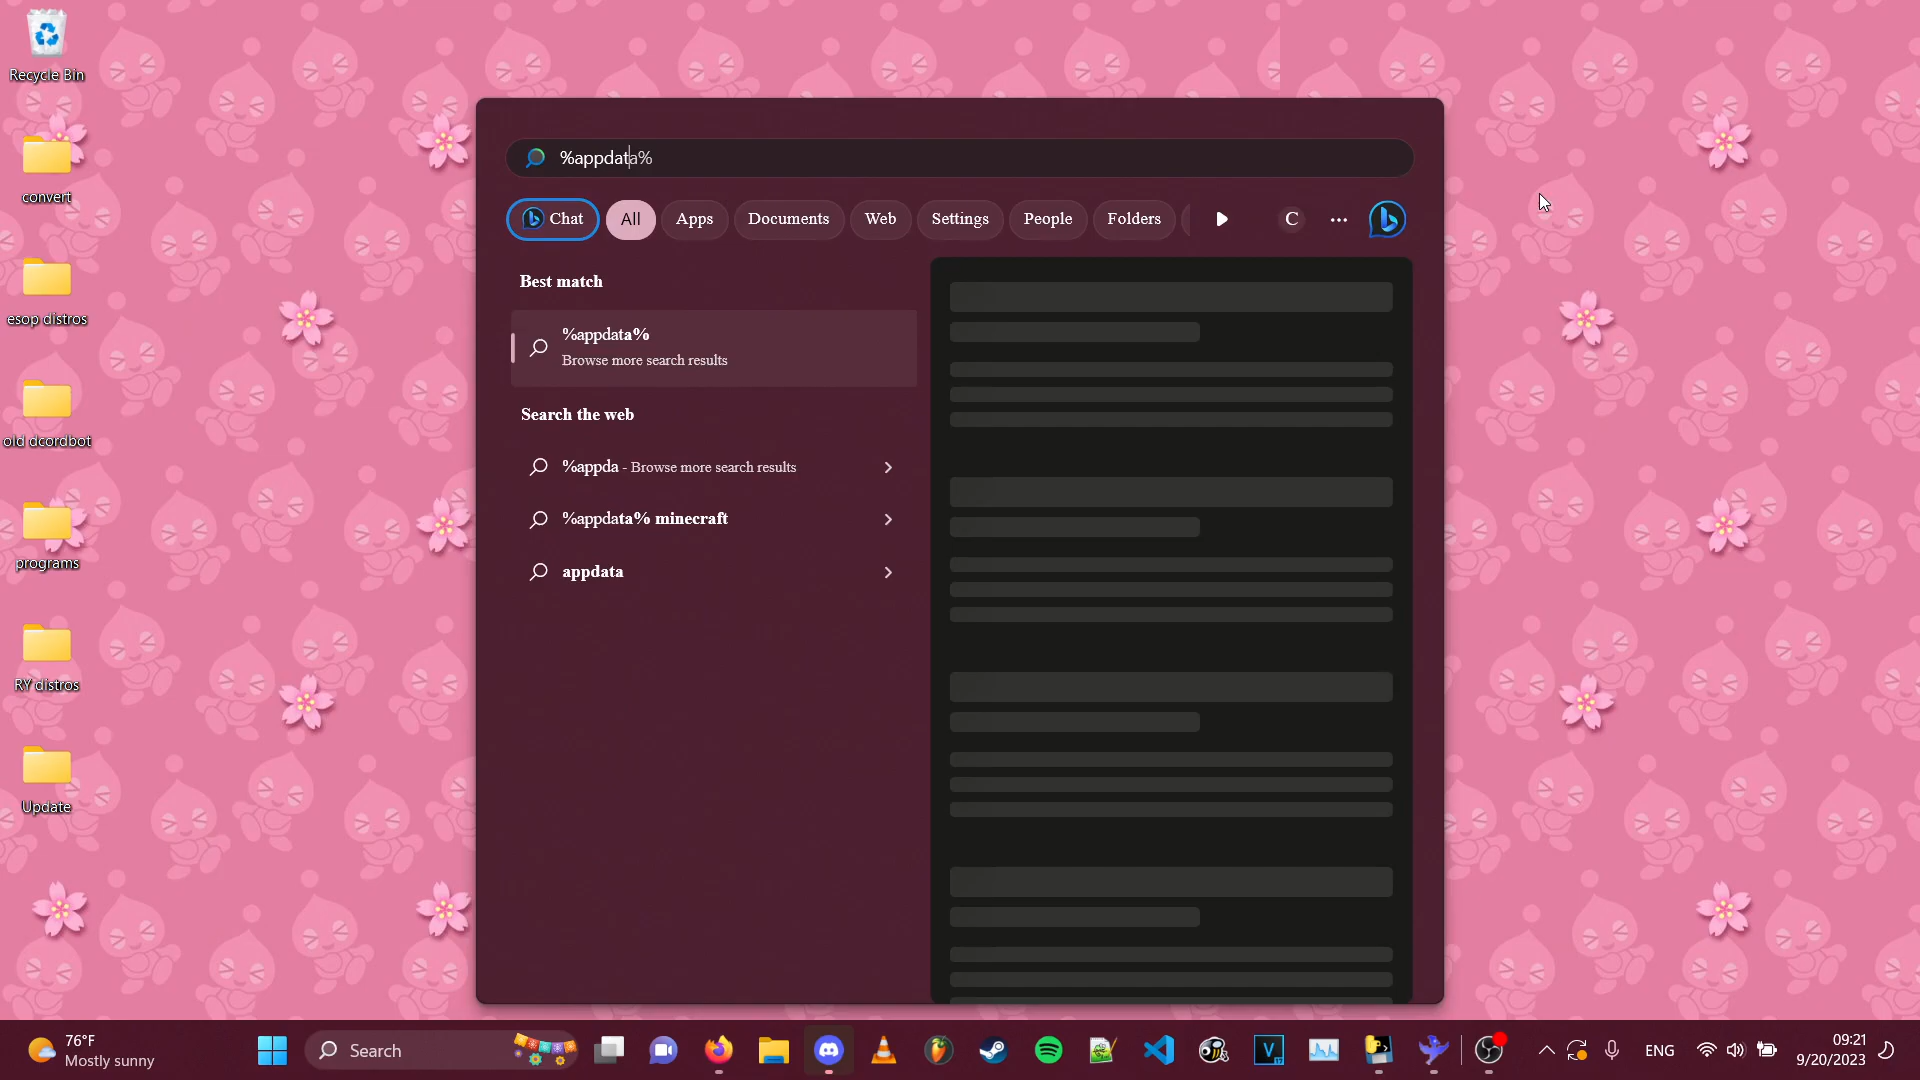 Recycle Bin
convert
esop distros
old dcordbot
programs
RY distros
Update
%appdata%
Chat
All
Apps
Documents
Web
Settings
People
Folders
C
Best match
%appdata%
Browse more search results
Search the web
%appda - Browse more search results
%appdata% minecraft
appdata
76°F
Mostly sunny
Search
ENG
09:21
9/20/2023